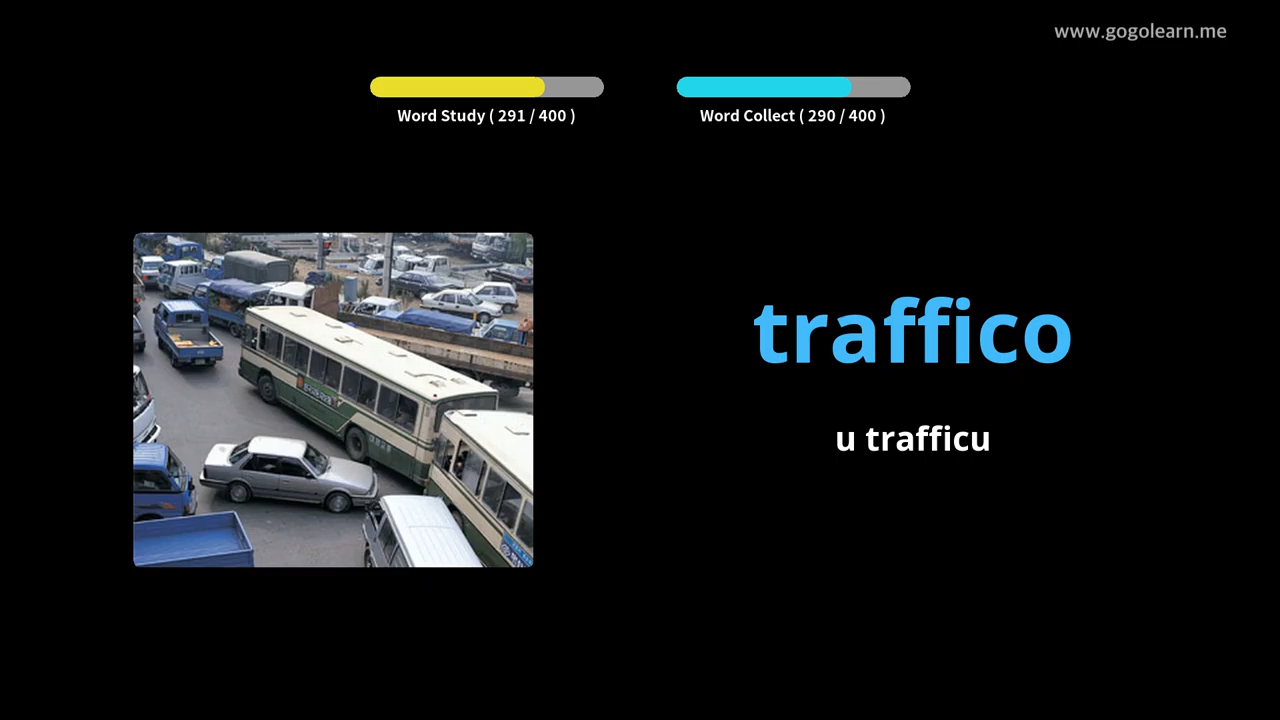 www.gogolearn.me
Word Study ( 291 / 400 )
Word Collect ( 290 / 400 )
traffico
u trafficu